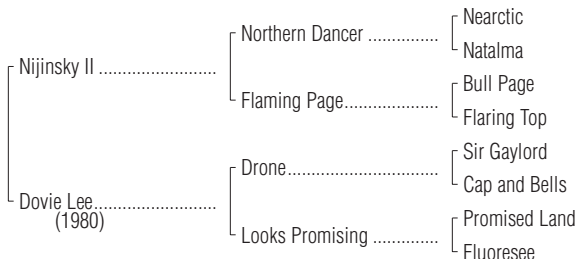 Nearctic
Northern Dancer ...............
Natalma
Nijinsky II .........................
Bull Page
Flaming Page....................
Flaring Top
Sir Gaylord
Drone................................
Cap and Bells
Dovie Lee..........................
(1980)
Promised Land
Looks Promising ..............
Fluoresee